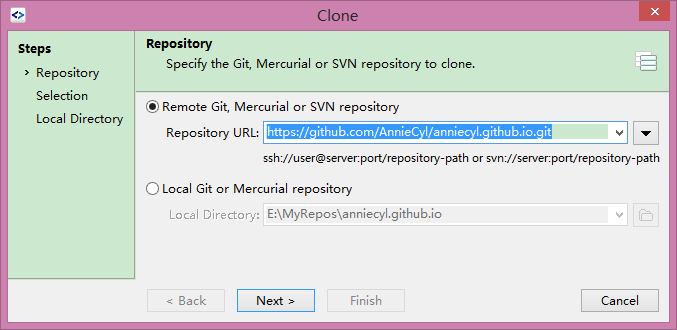 Clone
Steps
› Repository
Selection
Local Directory
Repository
Specify the Git, Mercurial or SVN repository to clone.
Remote Git, Mercurial or SVN repository
Repository URL: https://github.com/AnnieCyl/anniecyl.github.io.git
ssh://user@server:port/repository-path or svn://server:port/repository-path
Local Git or Mercurial repository
Local Directory: E:\MyRepos\anniecyl.github.io
< Back Next > Finish Cancel